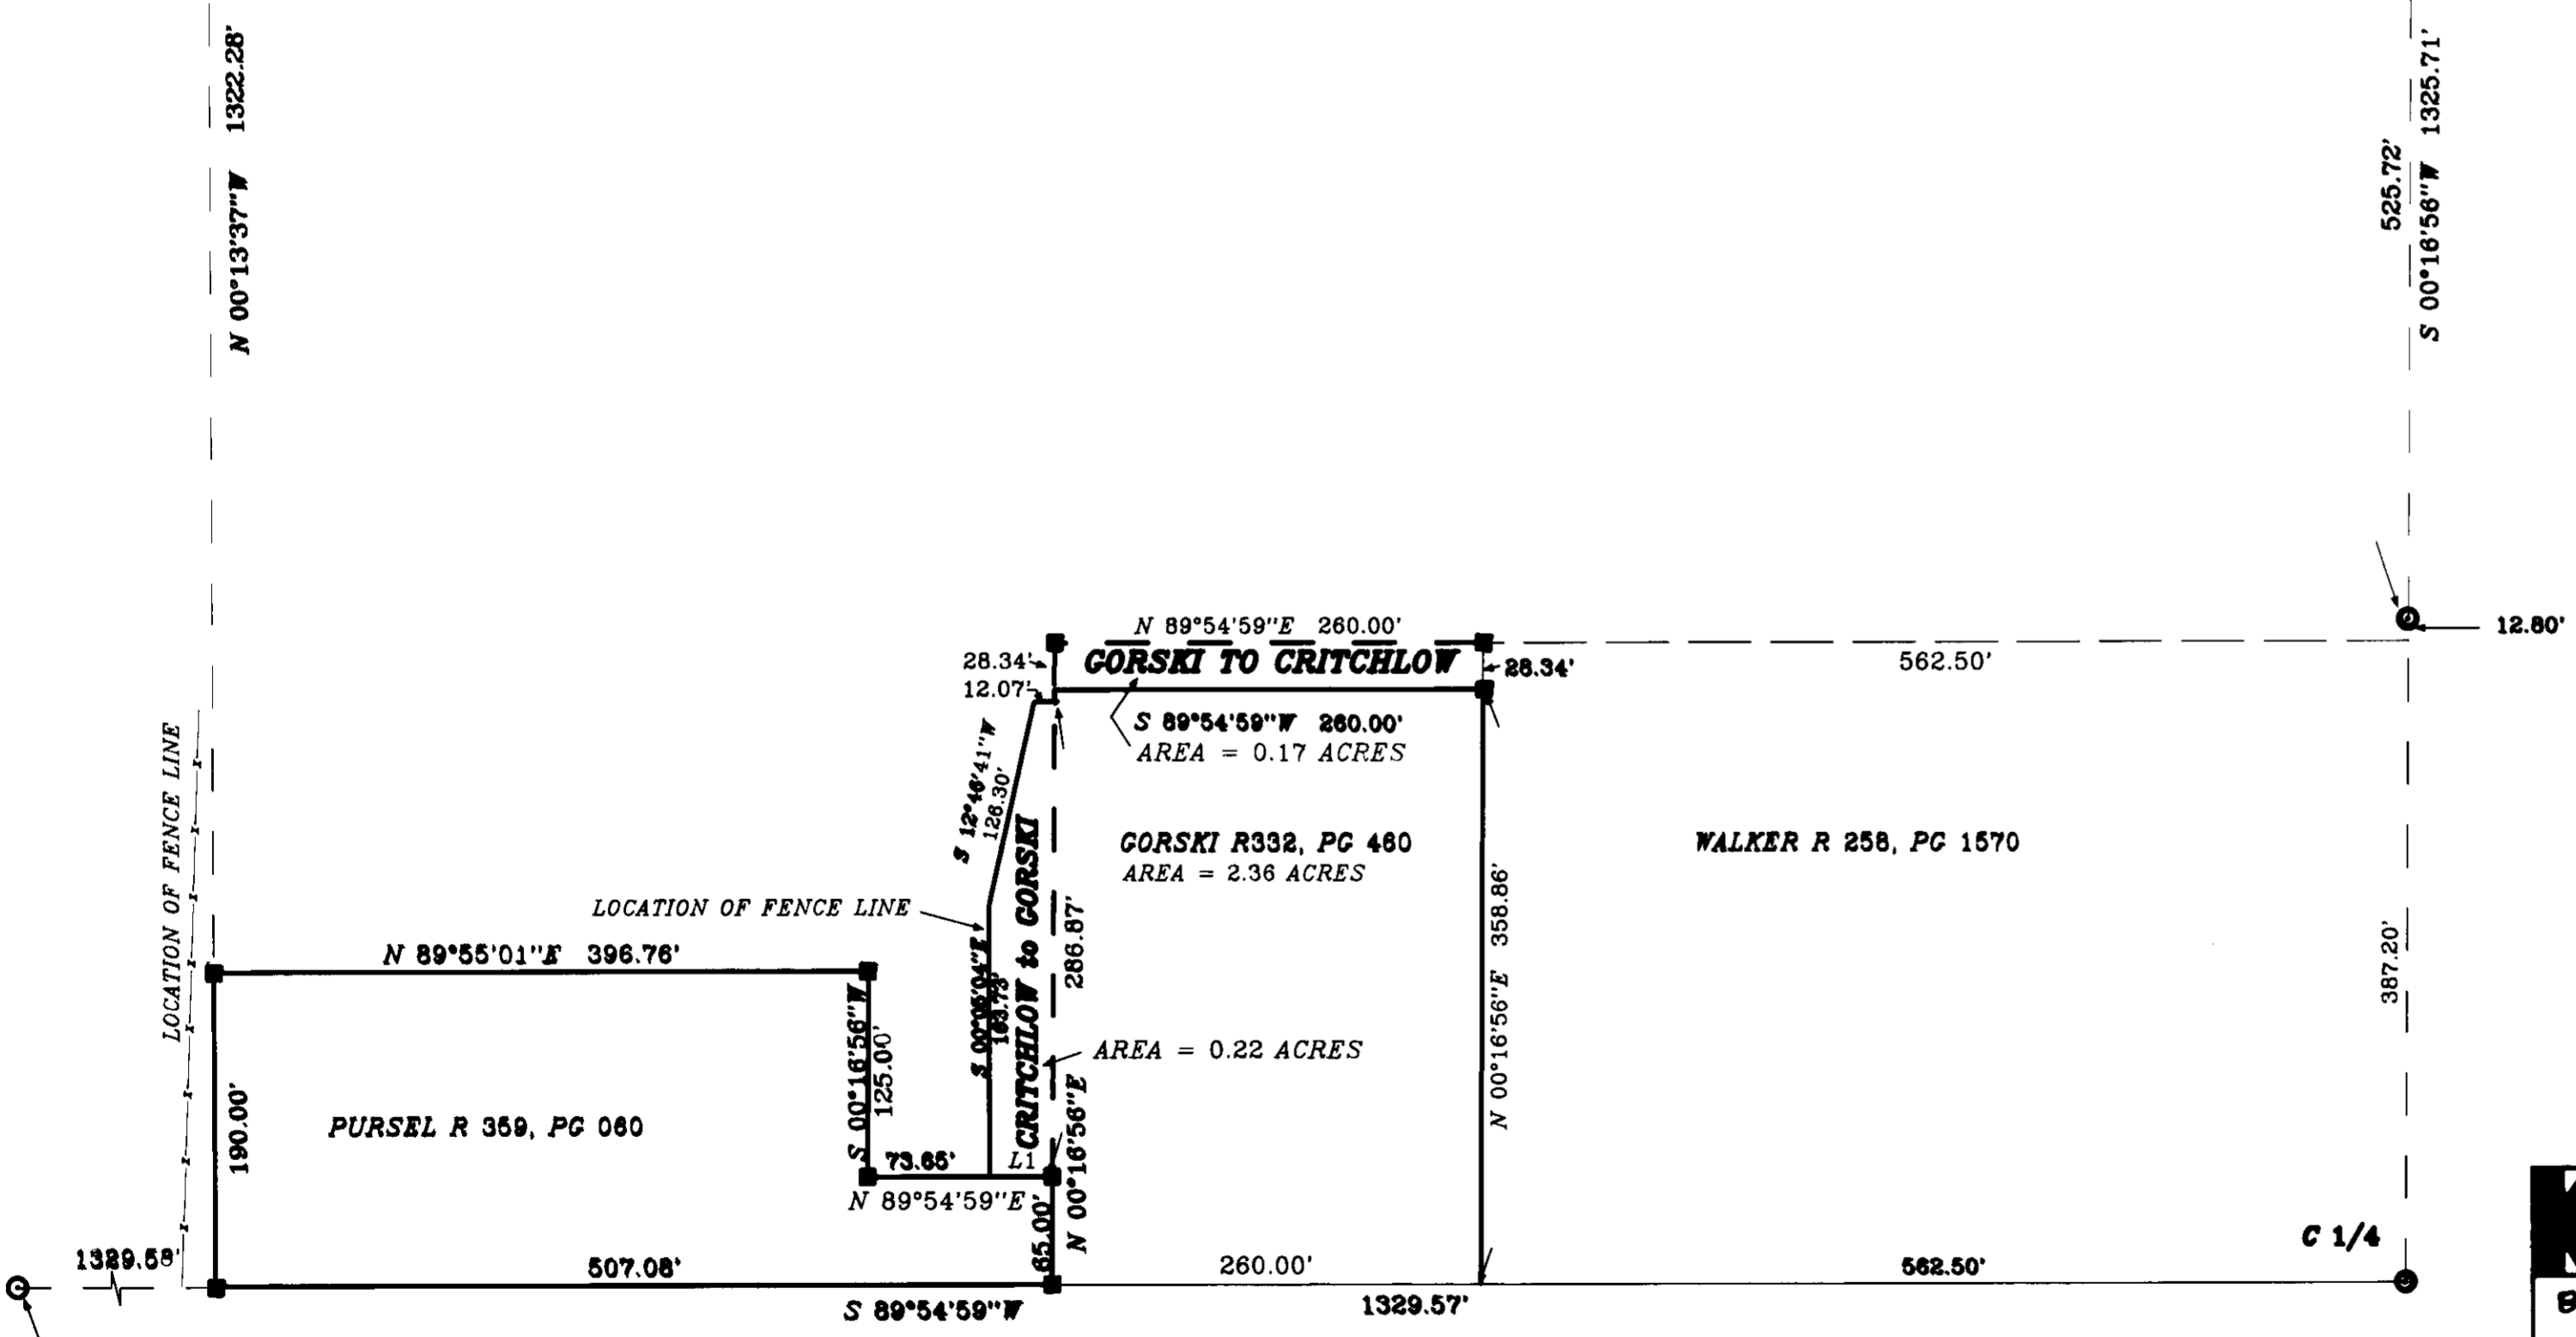 N 00°13'37"W 1322.28'
525.72'
S 00°16'56"W 1325.71'
N 89°54'59"E 260.00'
GORSKI TO CRITCHLOW
28.34'
28.34'
562.50'
12.80'
12.07'
S 89°54'59"W 260.00'
AREA = 0.17 ACRES
S 12°46'41"W
126.30'
LOCATION OF FENCE LINE
GORSKI R332, PG 460
AREA = 2.36 ACRES
WALKER R 258, PG 1570
LOCATION OF FENCE LINE
N 89°55'01"E 396.76'
S 00°05'04"E
163.73'
CRITCHLOW to GORSKI
286.87'
N 00°16'56"E 358.86'
387.20'
AREA = 0.22 ACRES
S 00°16'56"W
125.00'
190.00'
PURSEL R 359, PG 060
73.65'
L1
N 89°54'59"E
65.00'
N 00°16'56"E
C 1/4
1329.58'
507.08'
260.00'
562.50'
S 89°54'59"W
1329.57'